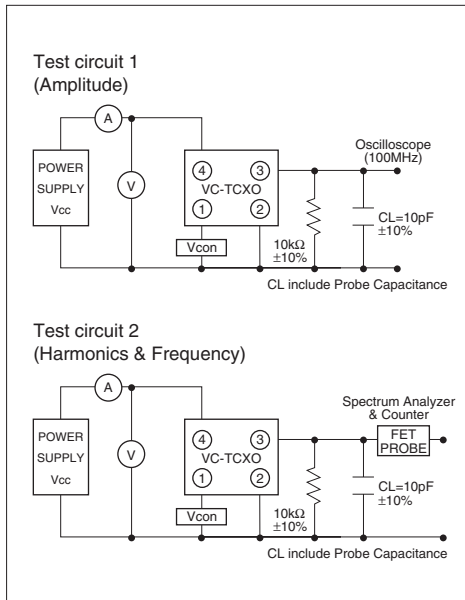 Test circuit 1
(Amplitude)
A
POWER
SUPPLY
Vcc
V
4
3
VC-TCXO
1
2
Vcon
10kΩ
±10%
Oscilloscope
(100MHz)
CL=10pF
±10%
CL include Probe Capacitance
Test circuit 2
(Harmonics & Frequency)
A
POWER
SUPPLY
Vcc
V
4
3
VC-TCXO
1
2
Vcon
10kΩ
±10%
Spectrum Analyzer
& Counter
FET
PROBE
CL=10pF
±10%
CL include Probe Capacitance